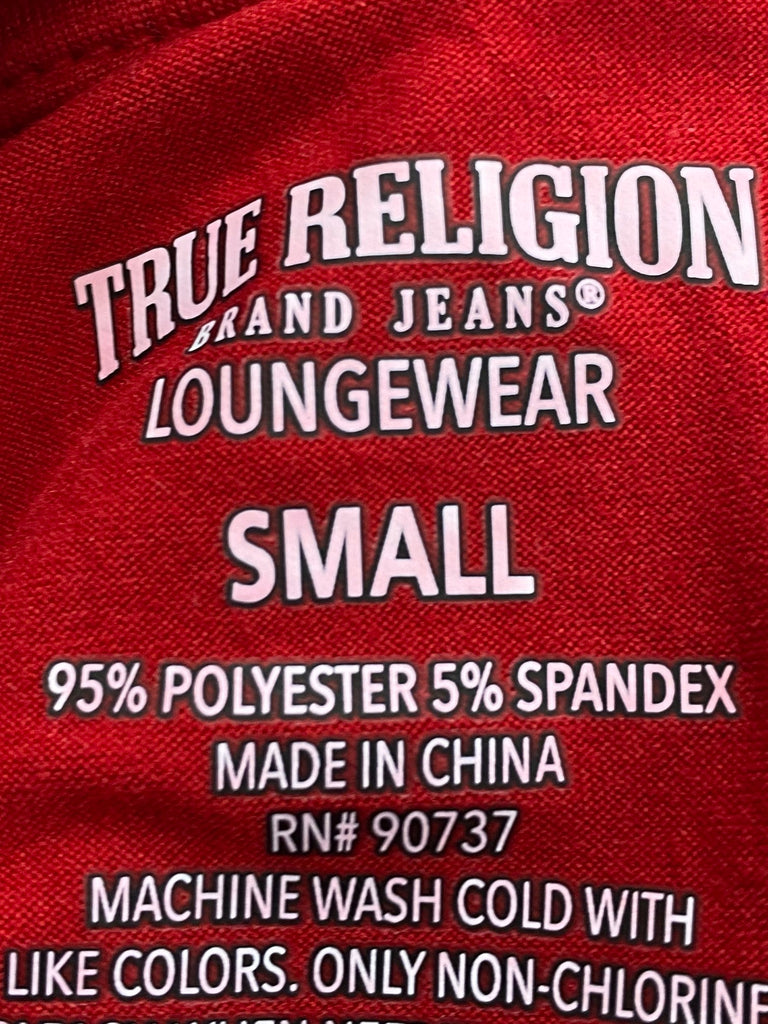 TRUE RELIGION
BRAND JEANS®
LOUNGEWEAR
SMALL
95% POLYESTER 5% SPANDEX
MADE IN CHINA
RN# 90737
MACHINE WASH COLD WITH
LIKE COLORS. ONLY NON-CHLORINE